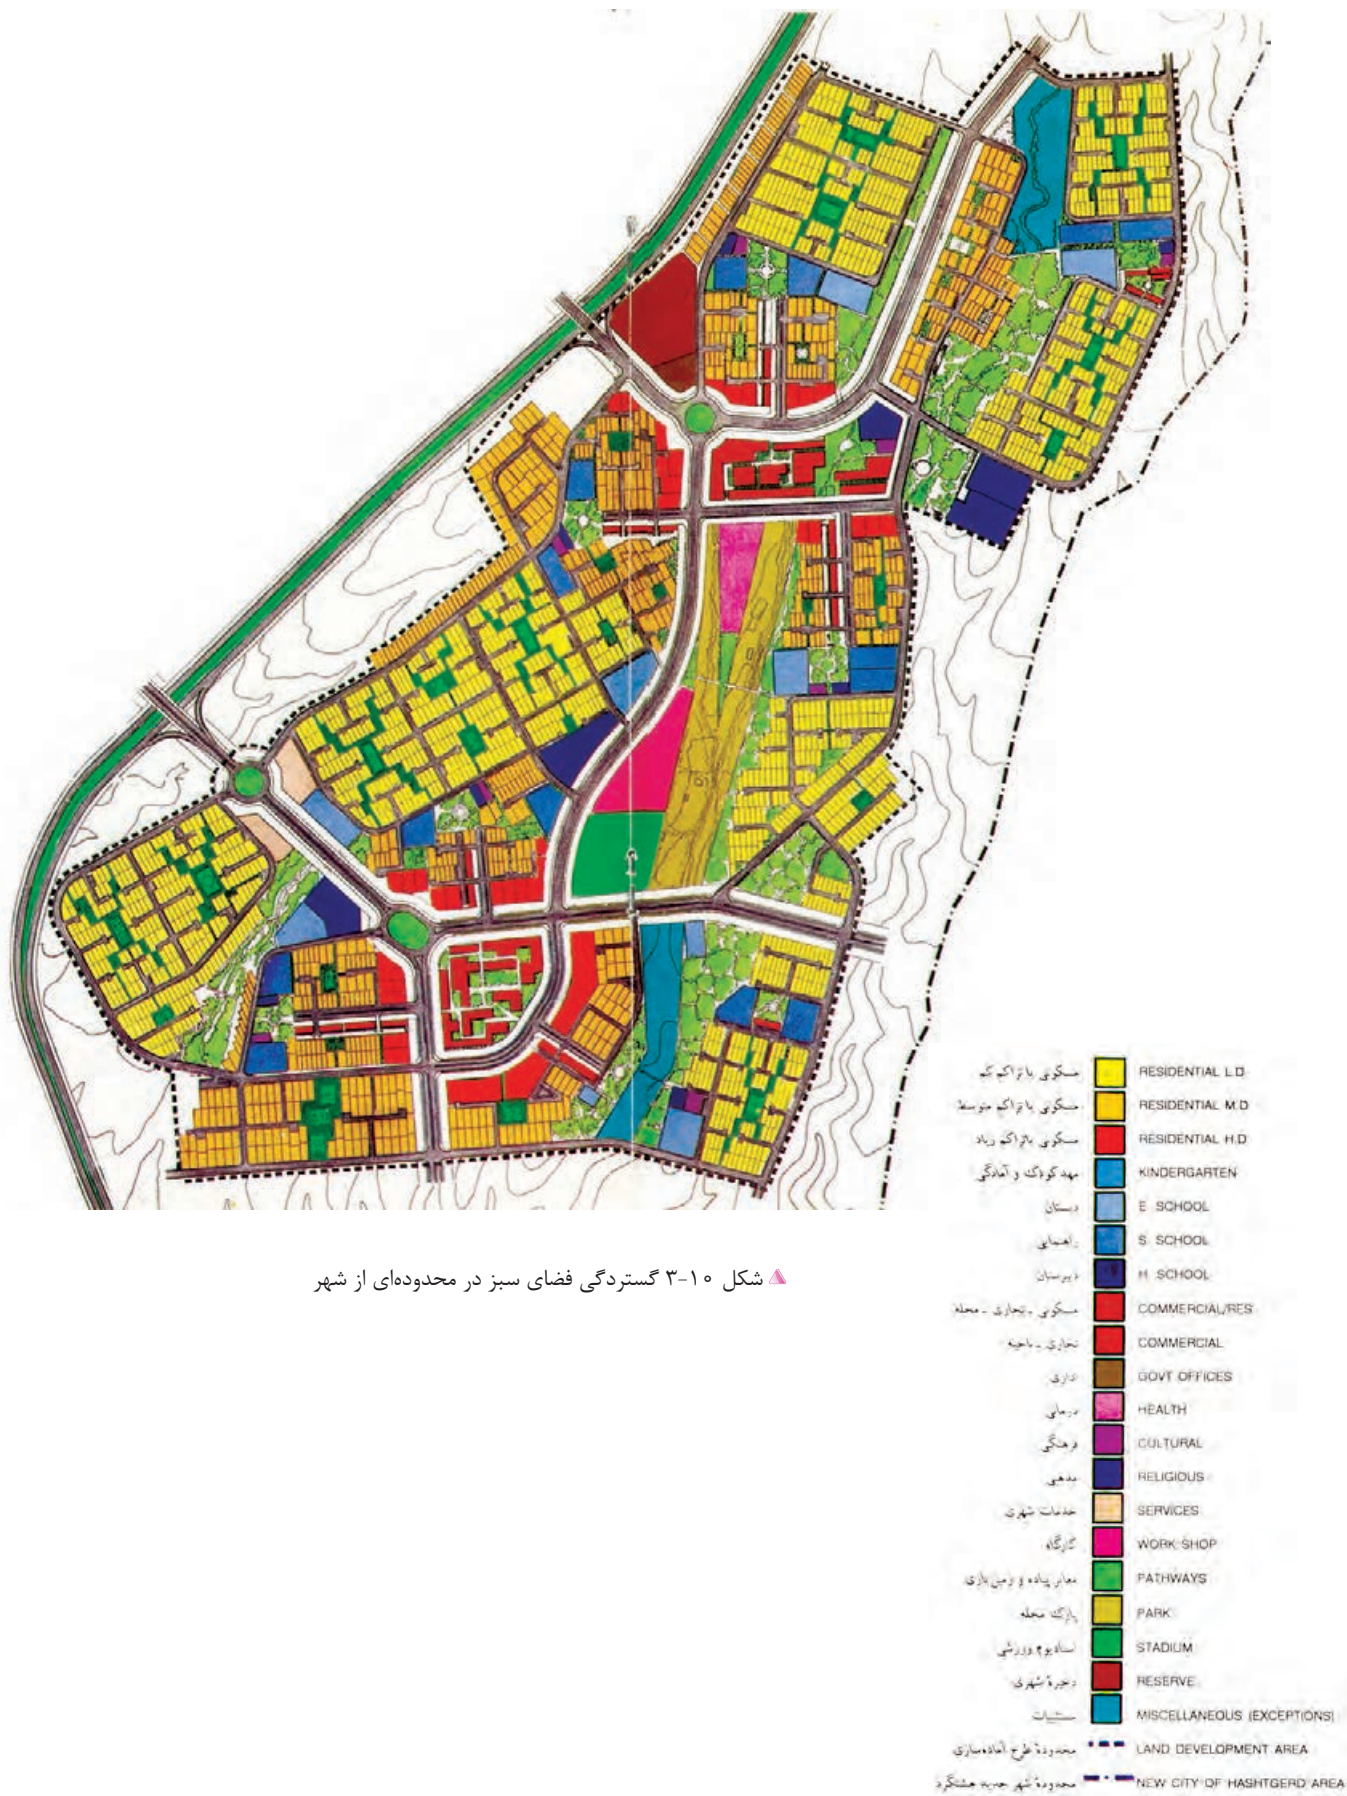 مسکونی با تراکم کم RESIDENTIAL L.D
مسکونی با تراکم متوسط RESIDENTIAL M.D
مسکونی با تراکم زیاد RESIDENTIAL H.D
مهد کودک و آمادگی KINDERGARTEN
دبستان E. SCHOOL
راهنمایی S. SCHOOL
دبیرستان H. SCHOOL
مسکونی - تجاری - محله COMMERCIAL/RES
تجاری - ناحیه COMMERCIAL
اداری GOVT OFFICES
درمانی HEALTH
فرهنگی CULTURAL
مذهبی RELIGIOUS
خدمات شهری SERVICES
کارگاه WORK SHOP
معابر پیاده و زمین بازی PATHWAYS
پارک محله PARK
استادیوم ورزشی STADIUM
ذخیرهٔ شهری RESERVE
مستثنیات MISCELLANEOUS (EXCEPTIONS)
محدودهٔ طرح آماده‌سازی LAND DEVELOPMENT AREA
محدودهٔ شهر جدید هشتگرد NEW CITY OF HASHTGERD AREA
شکل ۱۰-۳ گستردگی فضای سبز در محدوده‌ای از شهر